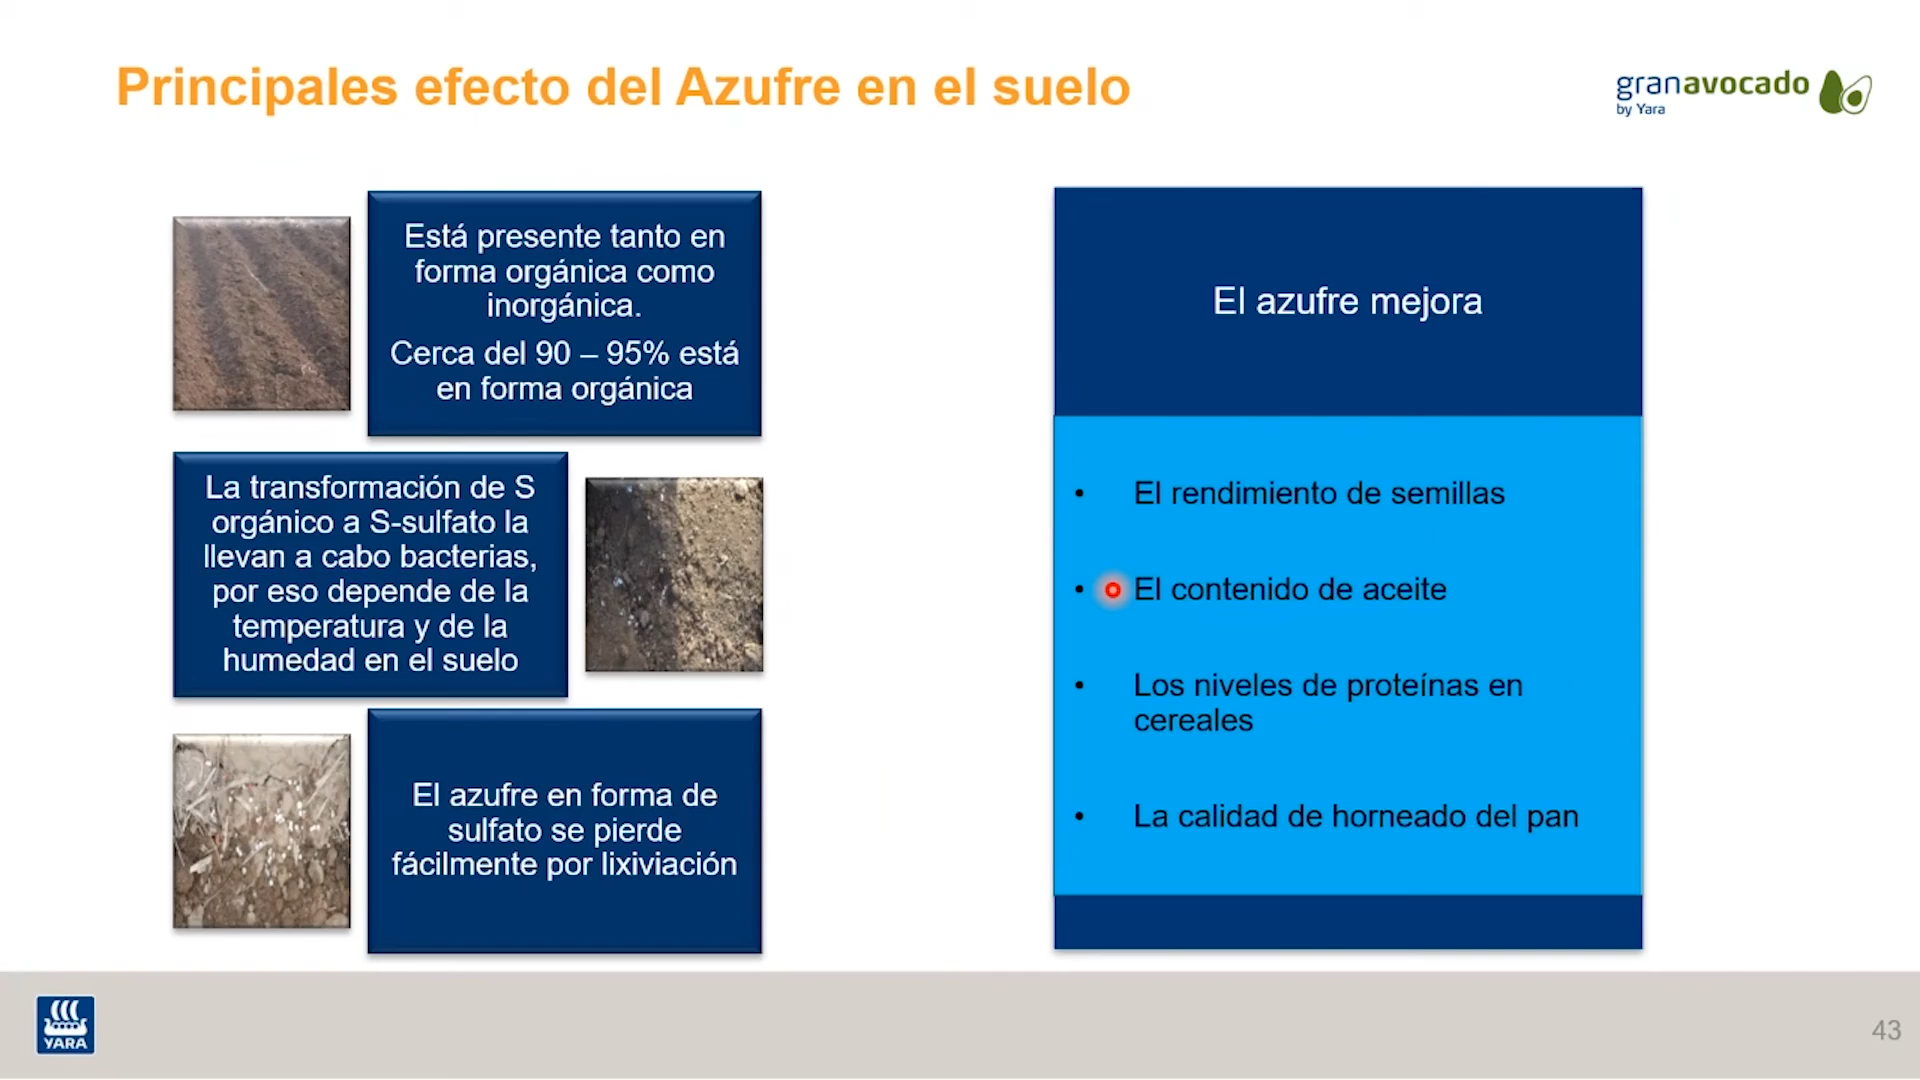 Principales efecto del Azufre en el suelo
granavocado
by Yara
Está presente tanto en
forma orgánica como
inorgánica.
Cerca del 90 – 95% está
en forma orgánica
La transformación de S
orgánico a S-sulfato la
llevan a cabo bacterias,
por eso depende de la
temperatura y de la
humedad en el suelo
El azufre en forma de
sulfato se pierde
fácilmente por lixiviación
El azufre mejora
• El rendimiento de semillas
• El contenido de aceite
• Los niveles de proteínas en
cereales
• La calidad de horneado del pan
YARA
43